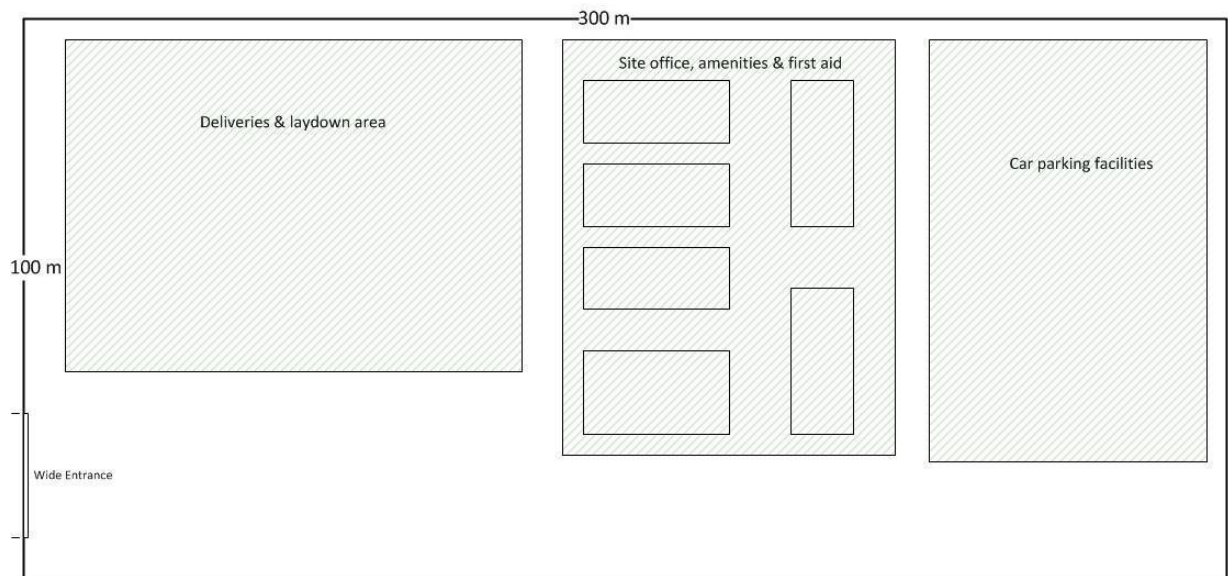 300 m
Site office, amenities & first aid
Deliveries & laydown area
Car parking facilities
100 m
Wide Entrance